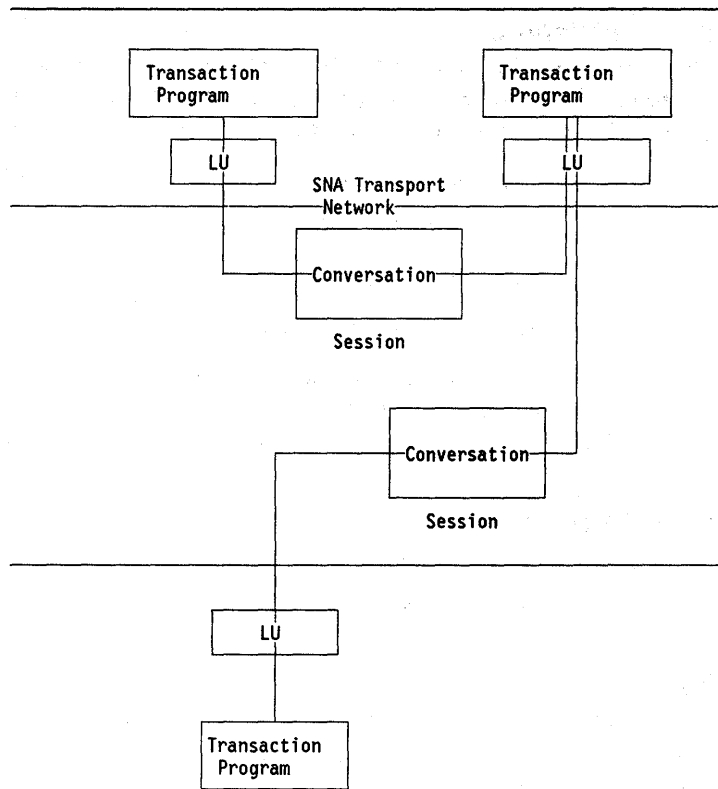 Transaction
Program
Transaction
Program
LU
LU
SNA Transport
Network
Conversation
Session
Conversation
Session
LU
Transaction
Program